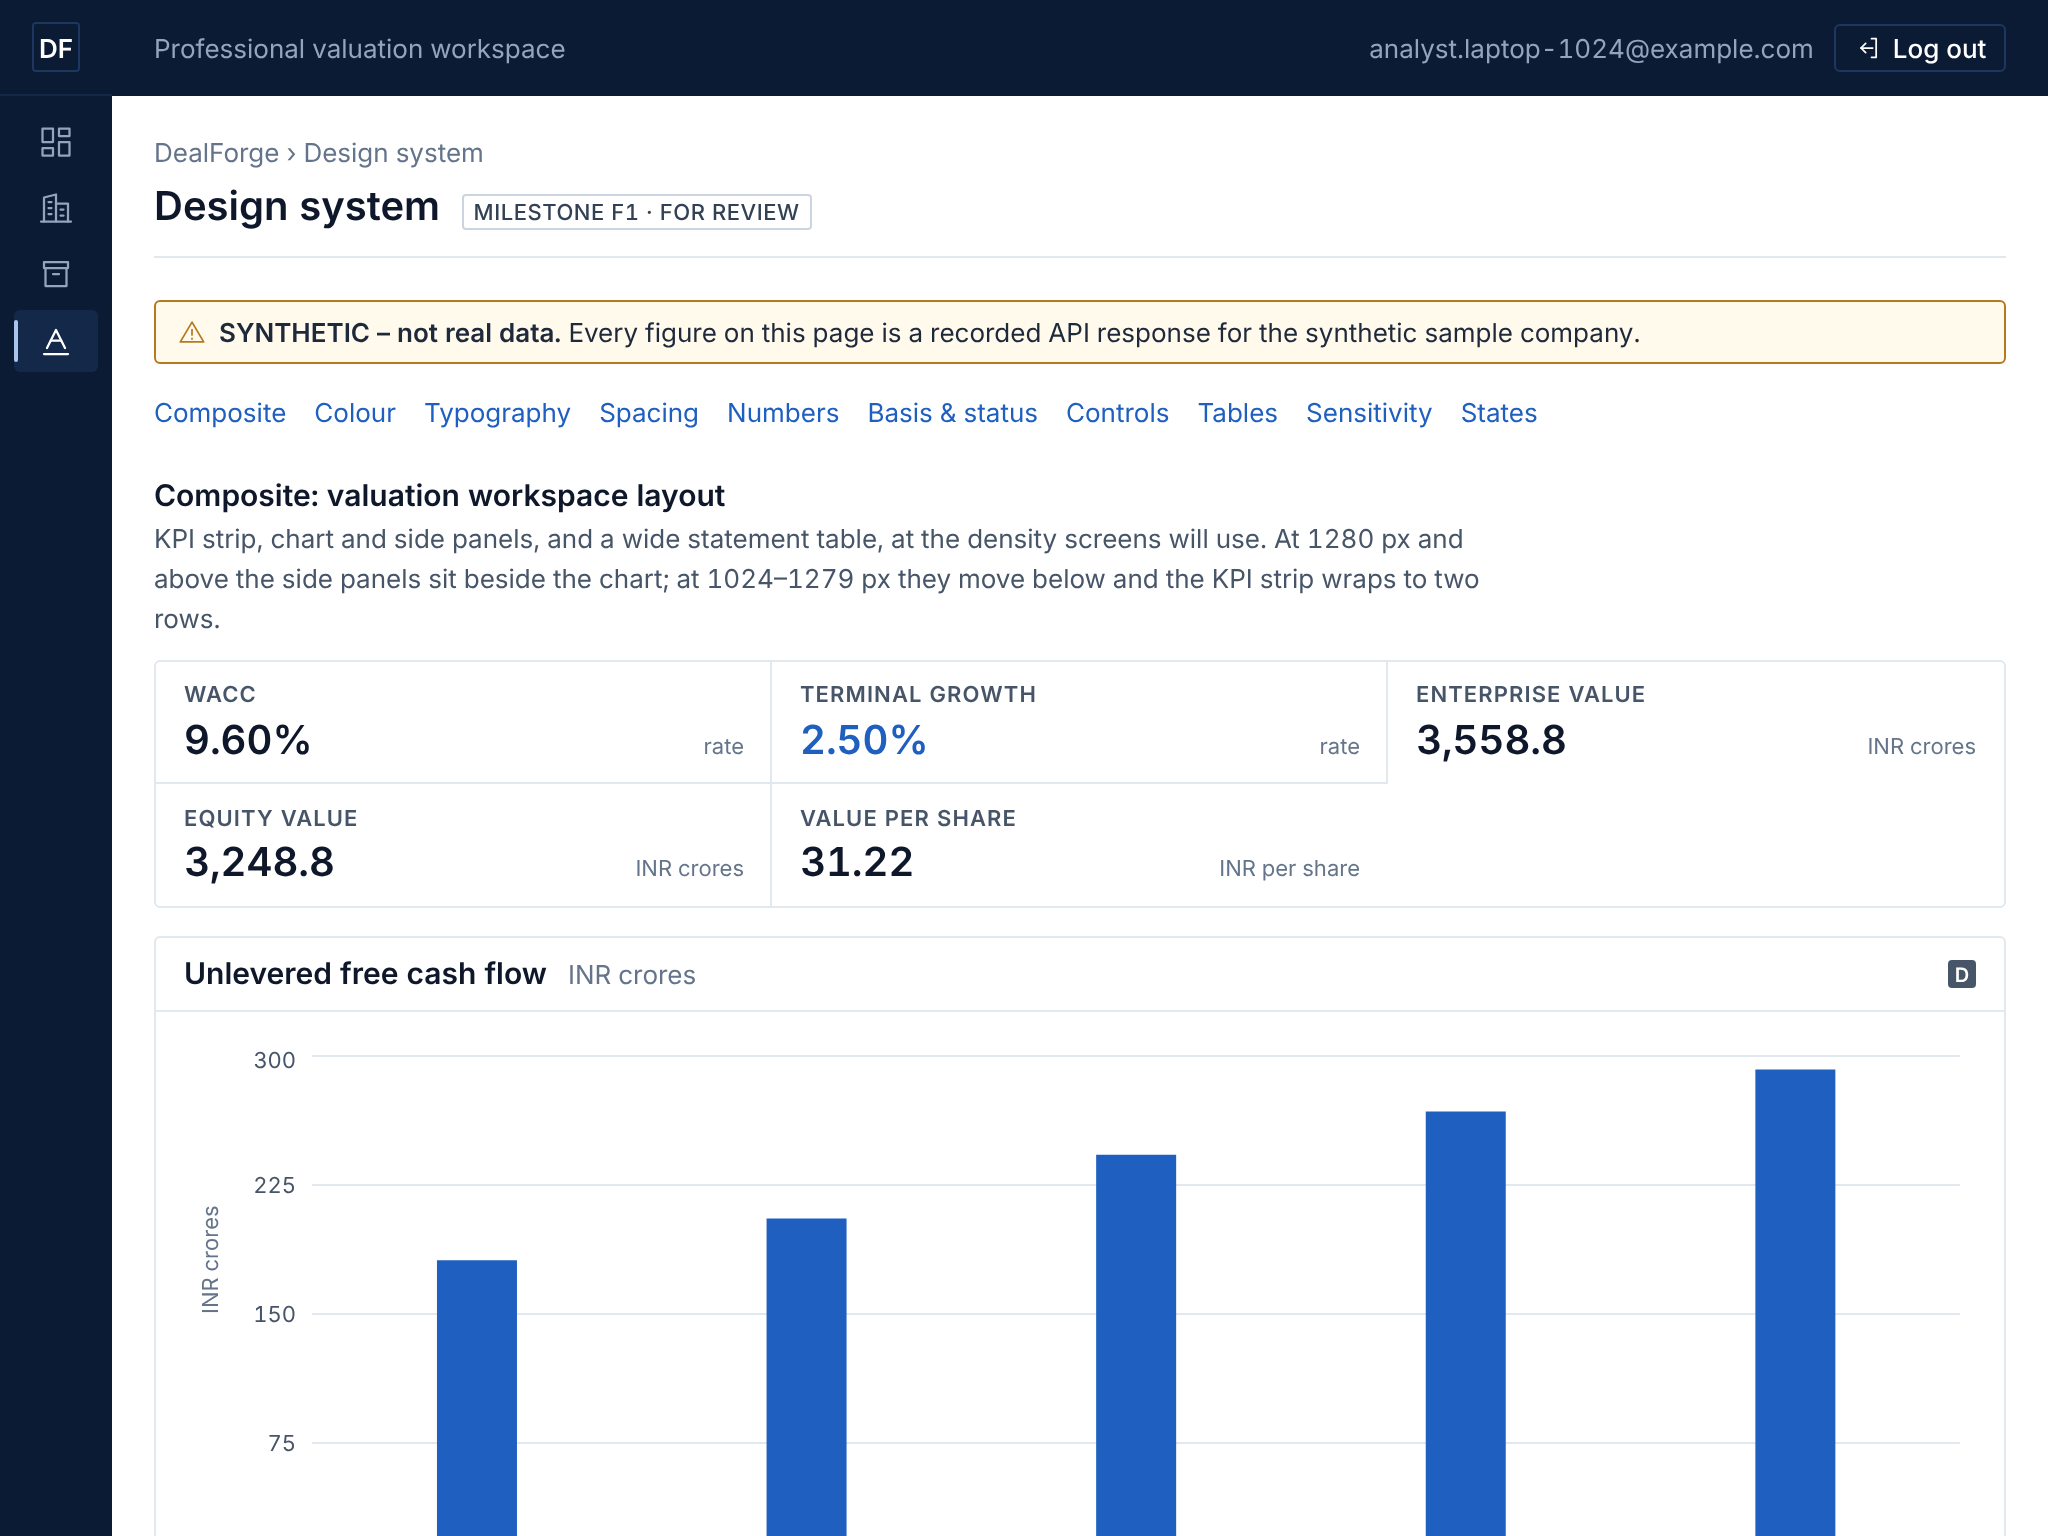 DF
Professional valuation workspace
analyst.laptop-1024@example.com
Log out
DealForge › Design system
Design system
MILESTONE F1 · FOR REVIEW
SYNTHETIC – not real data. Every figure on this page is a recorded API response for the synthetic sample company.
Composite Colour Typography Spacing Numbers Basis & status Controls Tables Sensitivity States
Composite: valuation workspace layout
KPI strip, chart and side panels, and a wide statement table, at the density screens will use. At 1280 px and
above the side panels sit beside the chart; at 1024–1279 px they move below and the KPI strip wraps to two
rows.
WACC
9.60% rate
TERMINAL GROWTH
2.50% rate
ENTERPRISE VALUE
3,558.8 INR crores
EQUITY VALUE
3,248.8 INR crores
VALUE PER SHARE
31.22 INR per share
Unlevered free cash flow INR crores
D
300
225
150
75
INR crores